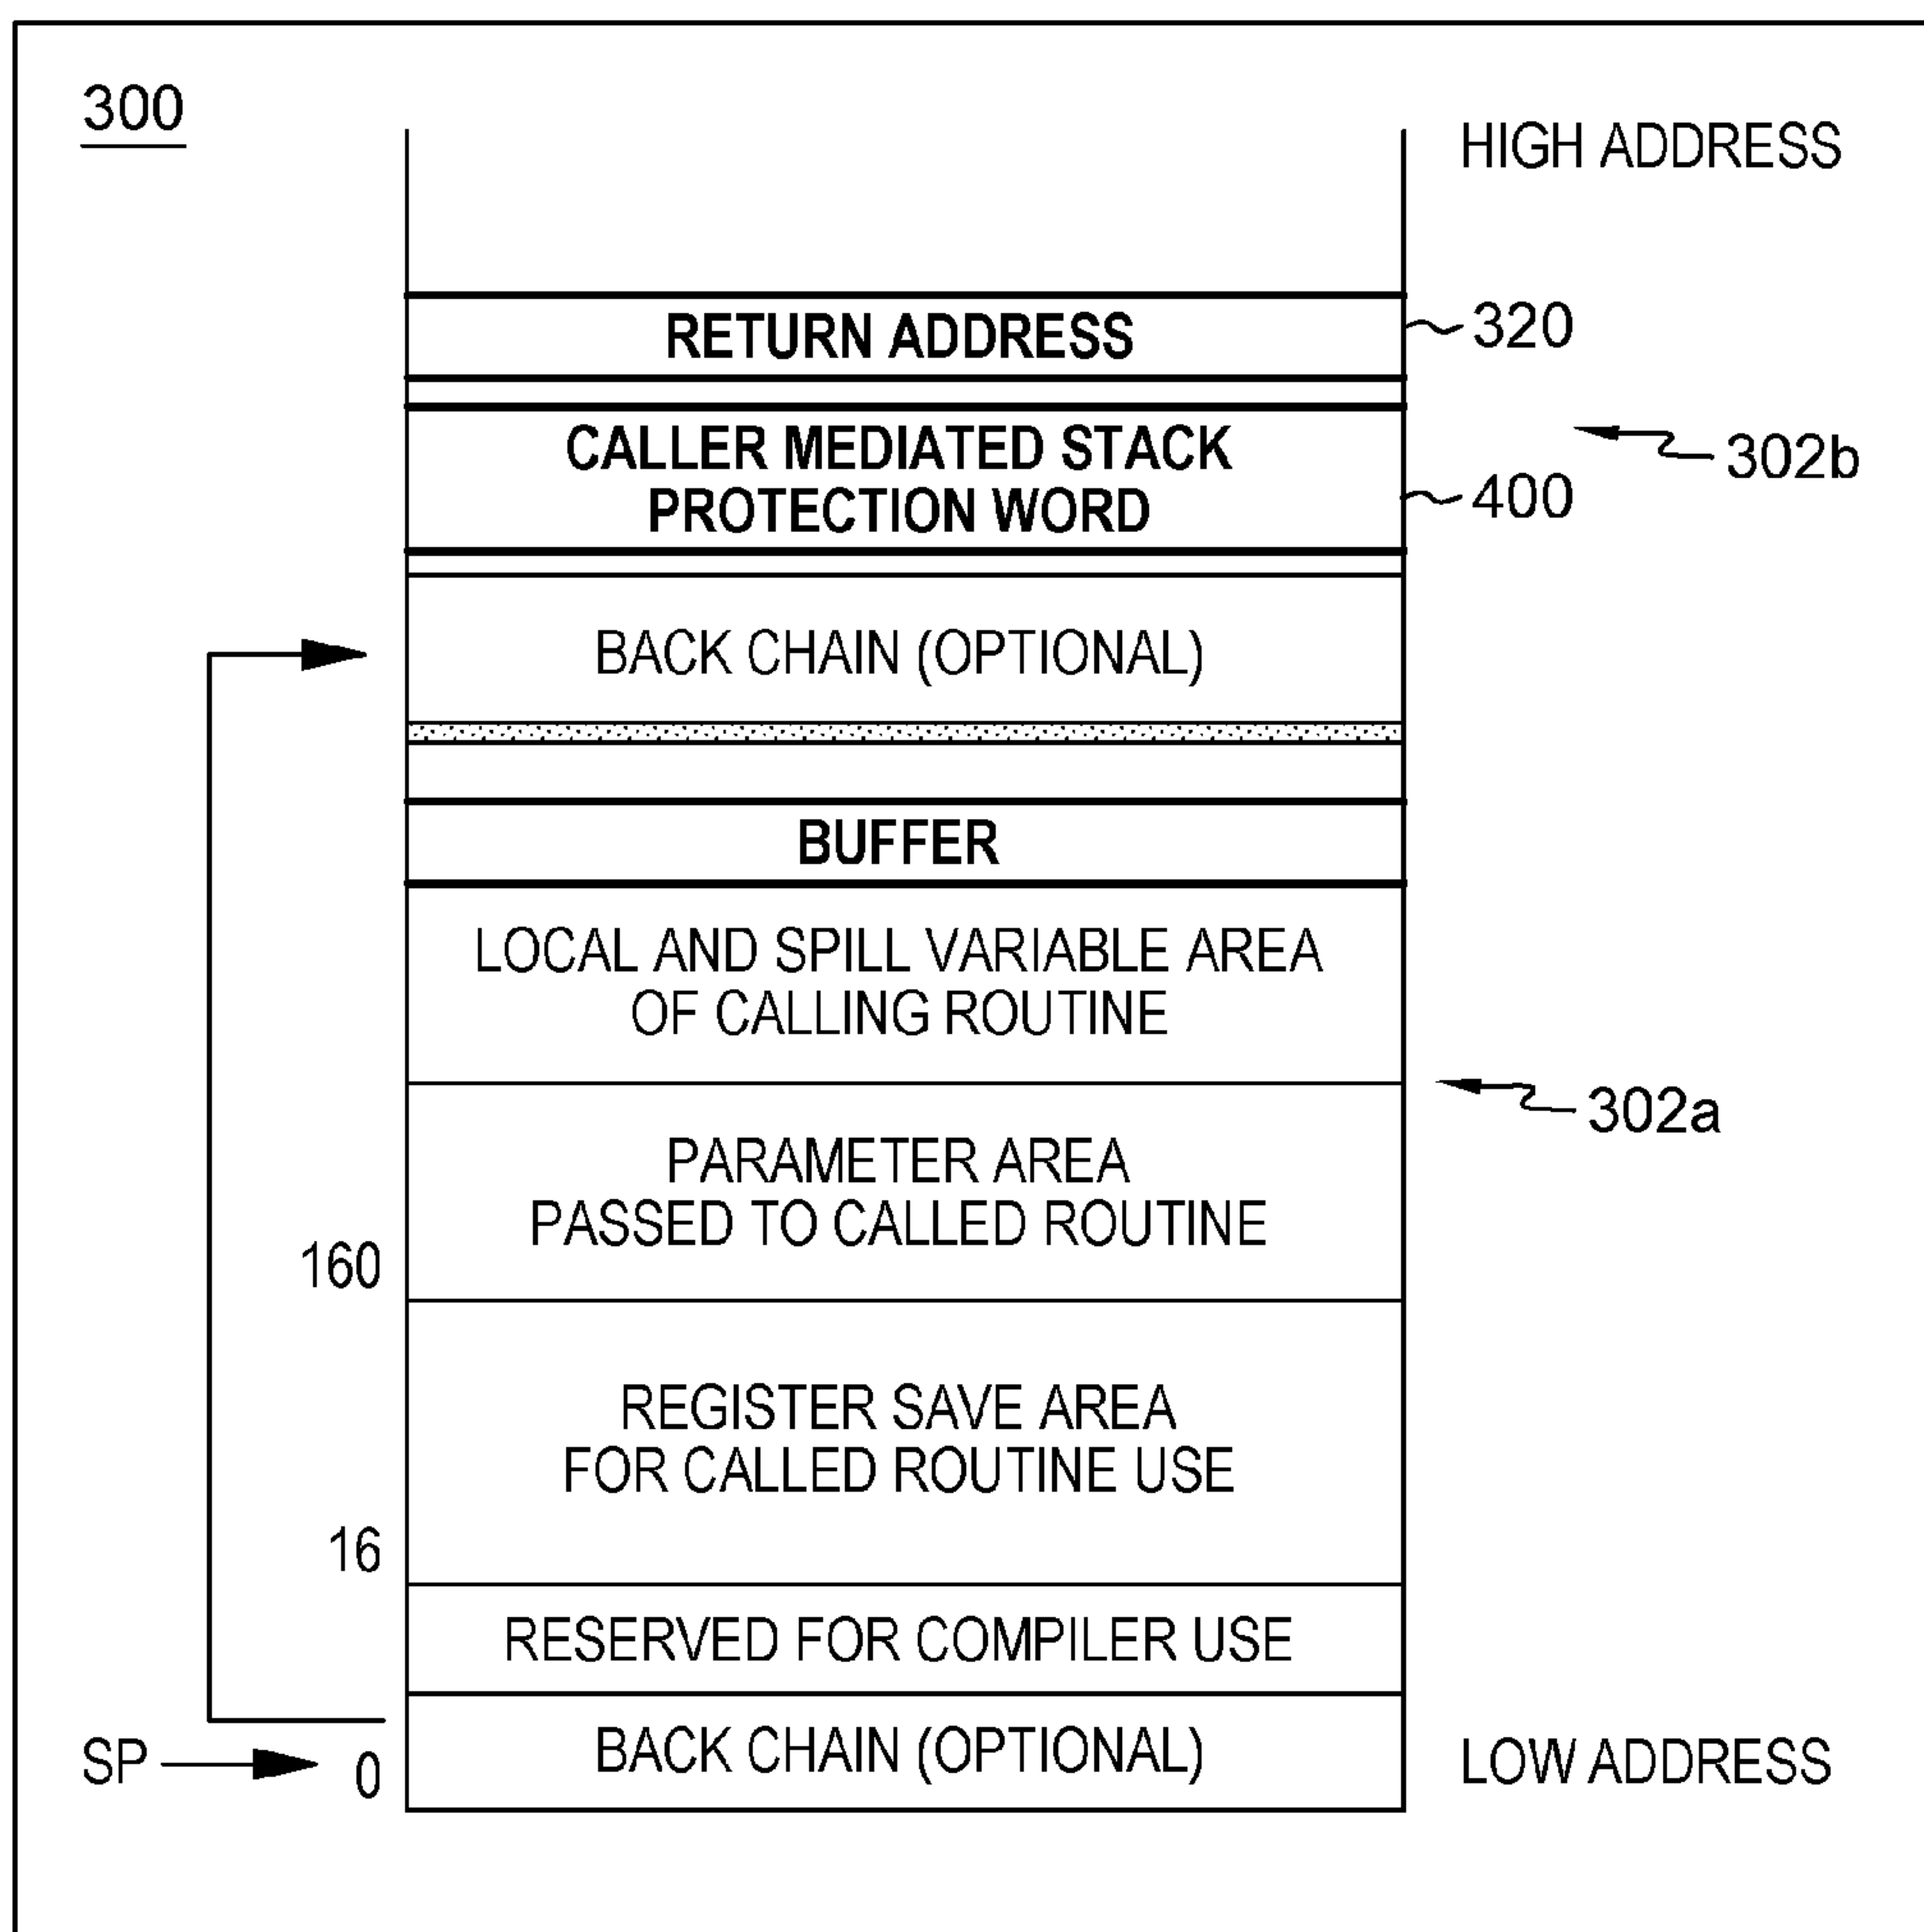 300
HIGH ADDRESS
RETURN ADDRESS
320
CALLER MEDIATED STACK
PROTECTION WORD
302b
400
BACK CHAIN (OPTIONAL)
BUFFER
LOCAL AND SPILL VARIABLE AREA
OF CALLING ROUTINE
302a
PARAMETER AREA
PASSED TO CALLED ROUTINE
160
REGISTER SAVE AREA
FOR CALLED ROUTINE USE
16
RESERVED FOR COMPILER USE
SP
0
BACK CHAIN (OPTIONAL)
LOW ADDRESS